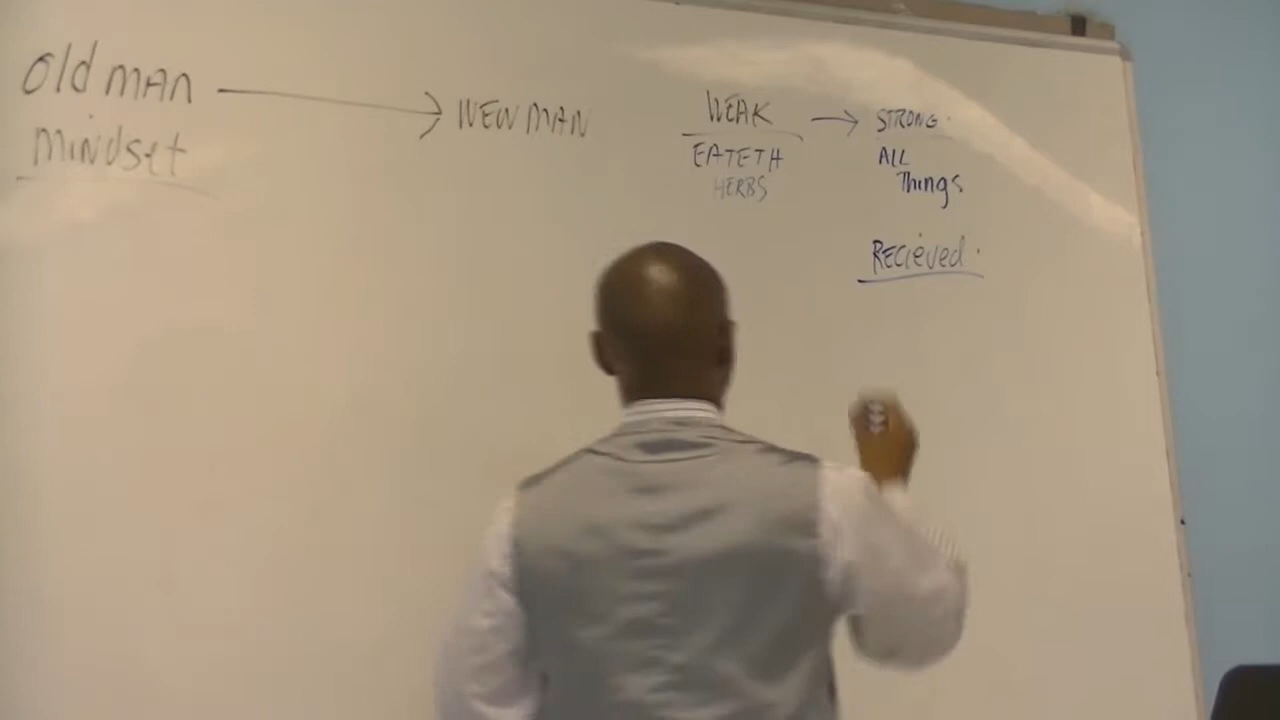 Old MAN
mindset
NEW MAN
WEAK
EATETH
HERBS
STRONG.
ALL
Things
RECIEVED.